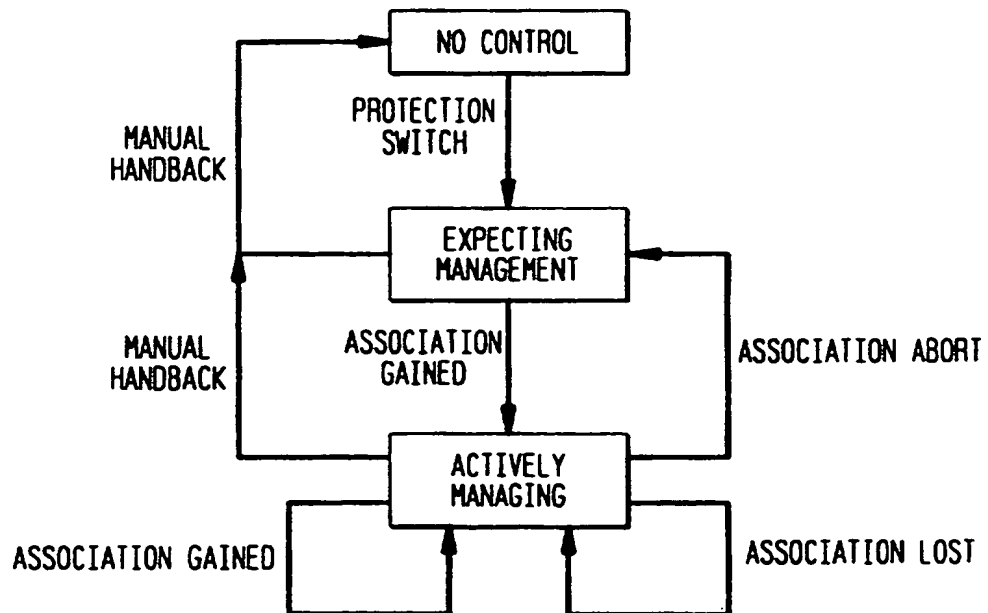 NO CONTROL
PROTECTION
SWITCH
MANUAL
HANDBACK
EXPECTING
MANAGEMENT
ASSOCIATION
GAINED
MANUAL
HANDBACK
ASSOCIATION ABORT
ACTIVELY
MANAGING
ASSOCIATION GAINED
ASSOCIATION LOST